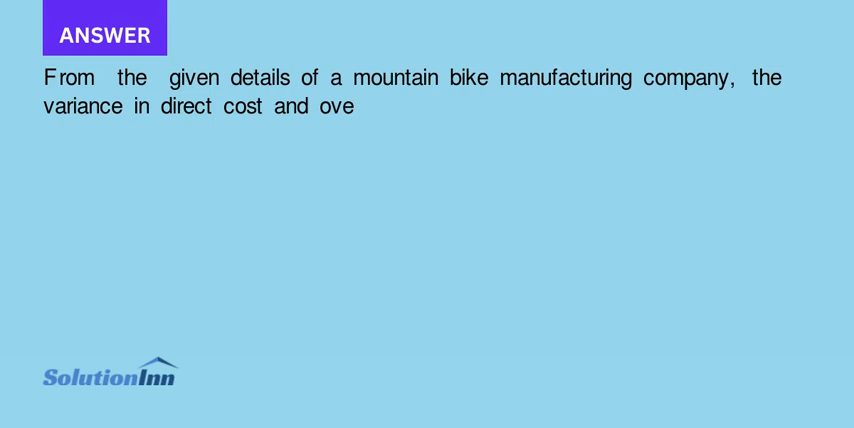 ANSWER
From the given details of a mountain bike manufacturing company, the
variance in direct cost and ove
SolutionInn